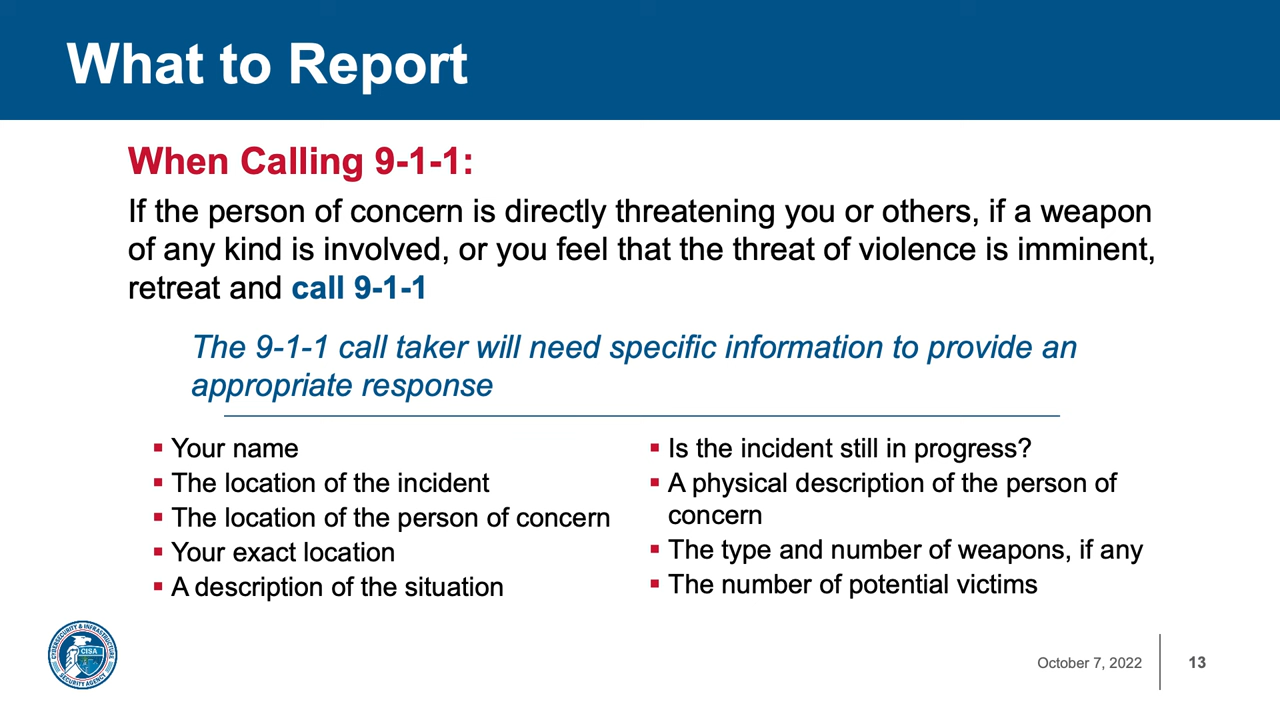 What to Report
When Calling 9-1-1:
If the person of concern is directly threatening you or others, if a weapon
of any kind is involved, or you feel that the threat of violence is imminent,
retreat and call 9-1-1
The 9-1-1 call taker will need specific information to provide an
appropriate response
▪ Your name
▪ The location of the incident
▪ The location of the person of concern
▪ Your exact location
▪ A description of the situation
▪ Is the incident still in progress?
▪ A physical description of the person of
concern
▪ The type and number of weapons, if any
▪ The number of potential victims
CYBERSECURITY & INFRASTRUCTURE
CISA
SECURITY AGENCY
October 7, 2022
13